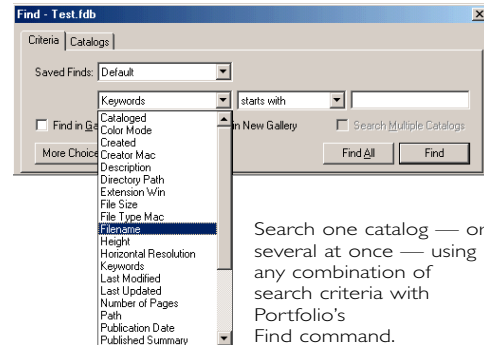 Find - Test.fdb
Criteria
Catalogs
Saved Finds:
Default
Keywords
starts with
Find in
in New Gallery
Search Multiple Catalogs
More
Find All
Find
Cataloged
Color Mode
Created
Creator Mac
Description
Directory Path
Extension Win
File Size
File Type Mac
Filename
Height
Horizontal Resolution
Keywords
Last Modified
Last Updated
Number of Pages
Path
Publication Date
Published Summary
Search one catalog — or
several at once — using
any combination of
search criteria with
Portfolio's
Find command.